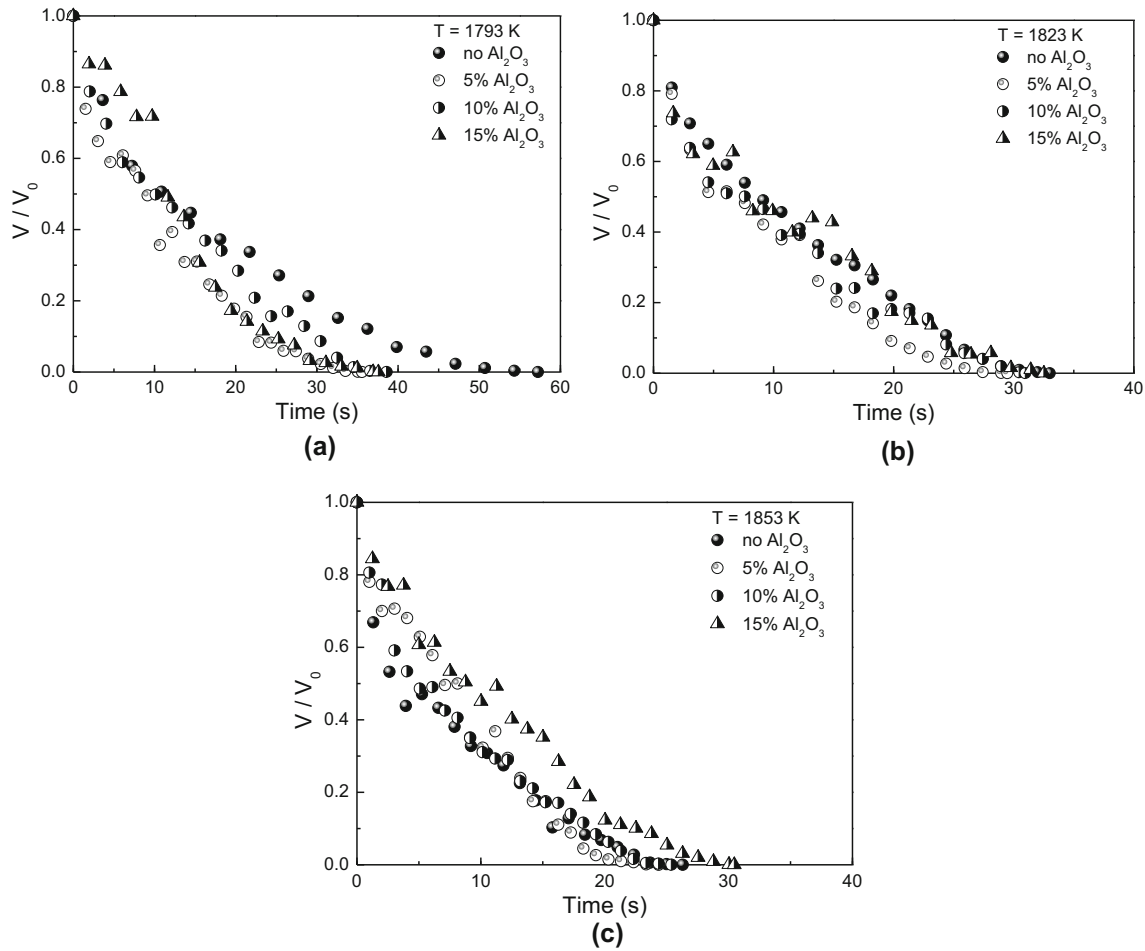 T = 1793 K
no Al₂O₃
5% Al₂O₃
10% Al₂O₃
15% Al₂O₃
1.0
0.8
0.6
0.4
0.2
0.0
V / V₀
0 10 20 30 40 50 60
Time (s)
(a)
T = 1823 K
no Al₂O₃
5% Al₂O₃
10% Al₂O₃
15% Al₂O₃
1.0
0.8
0.6
0.4
0.2
0.0
V / V₀
0 10 20 30 40
Time (s)
(b)
T = 1853 K
no Al₂O₃
5% Al₂O₃
10% Al₂O₃
15% Al₂O₃
1.0
0.8
0.6
0.4
0.2
0.0
V / V₀
0 10 20 30 40
Time (s)
(c)